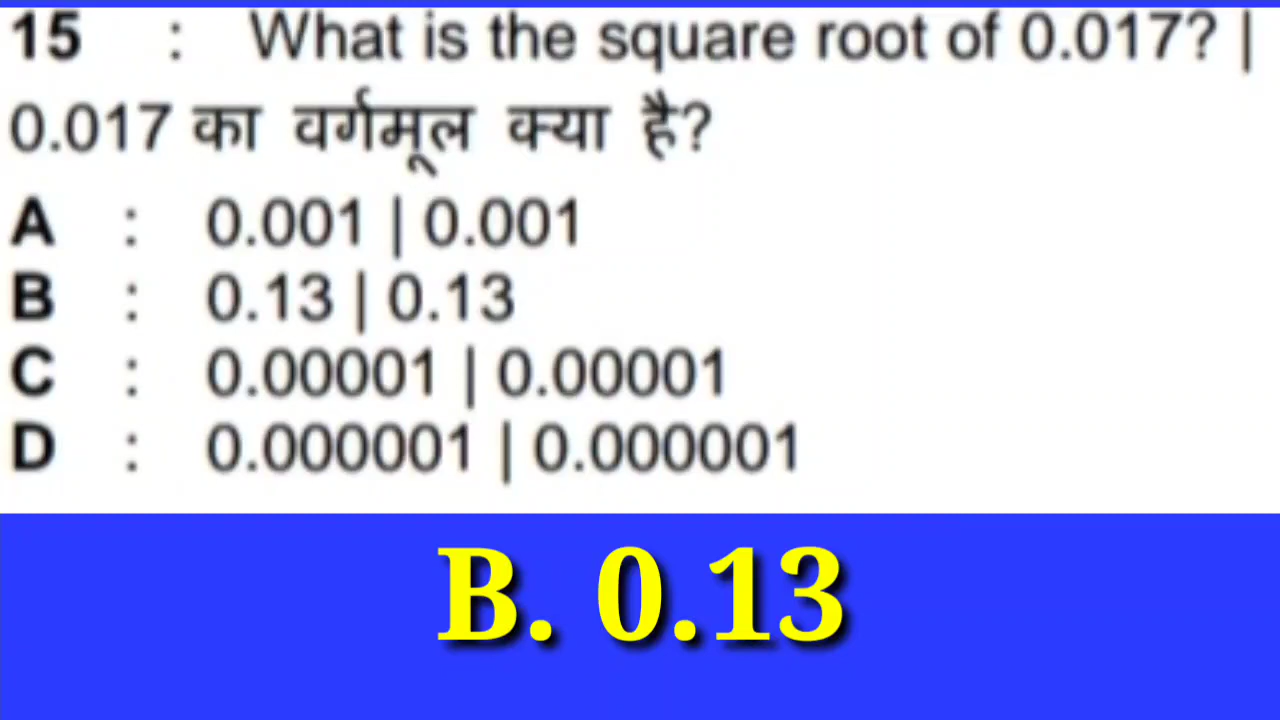 15 : What is the square root of 0.017? |
0.017 का वर्गमूल क्या है?
A : 0.001 | 0.001
B : 0.13 | 0.13
C : 0.00001 | 0.00001
D : 0.000001 | 0.000001
B. 0.13